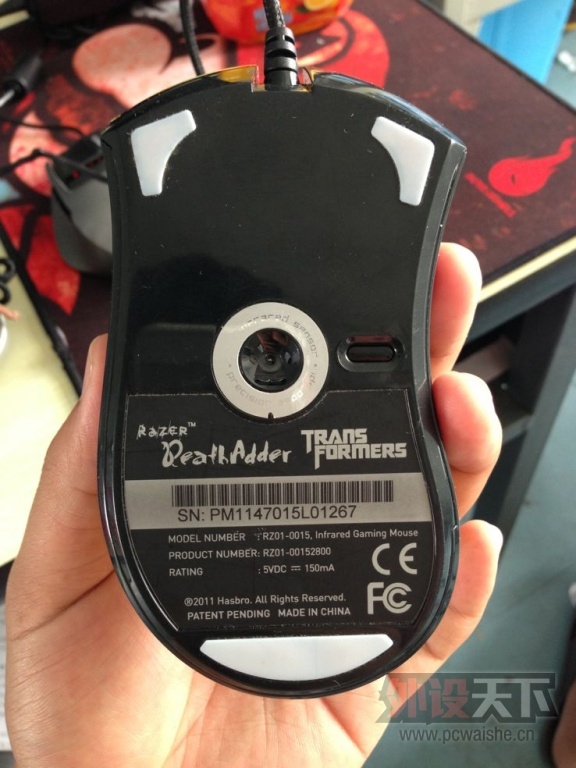 infrared sensor
precision
RAZER™
DeathAdder
TRANSFORMERS
SN: PM1147015L01267
MODEL NUMBER : RZ01-0015, Infrared Gaming Mouse
PRODUCT NUMBER: RZ01-00152800
RATING : 5VDC ⎓ 150mA
CE
FC
®2011 Hasbro. All Rights Reserved.
PATENT PENDING MADE IN CHINA
外设天下
www.pcwaishe.cn